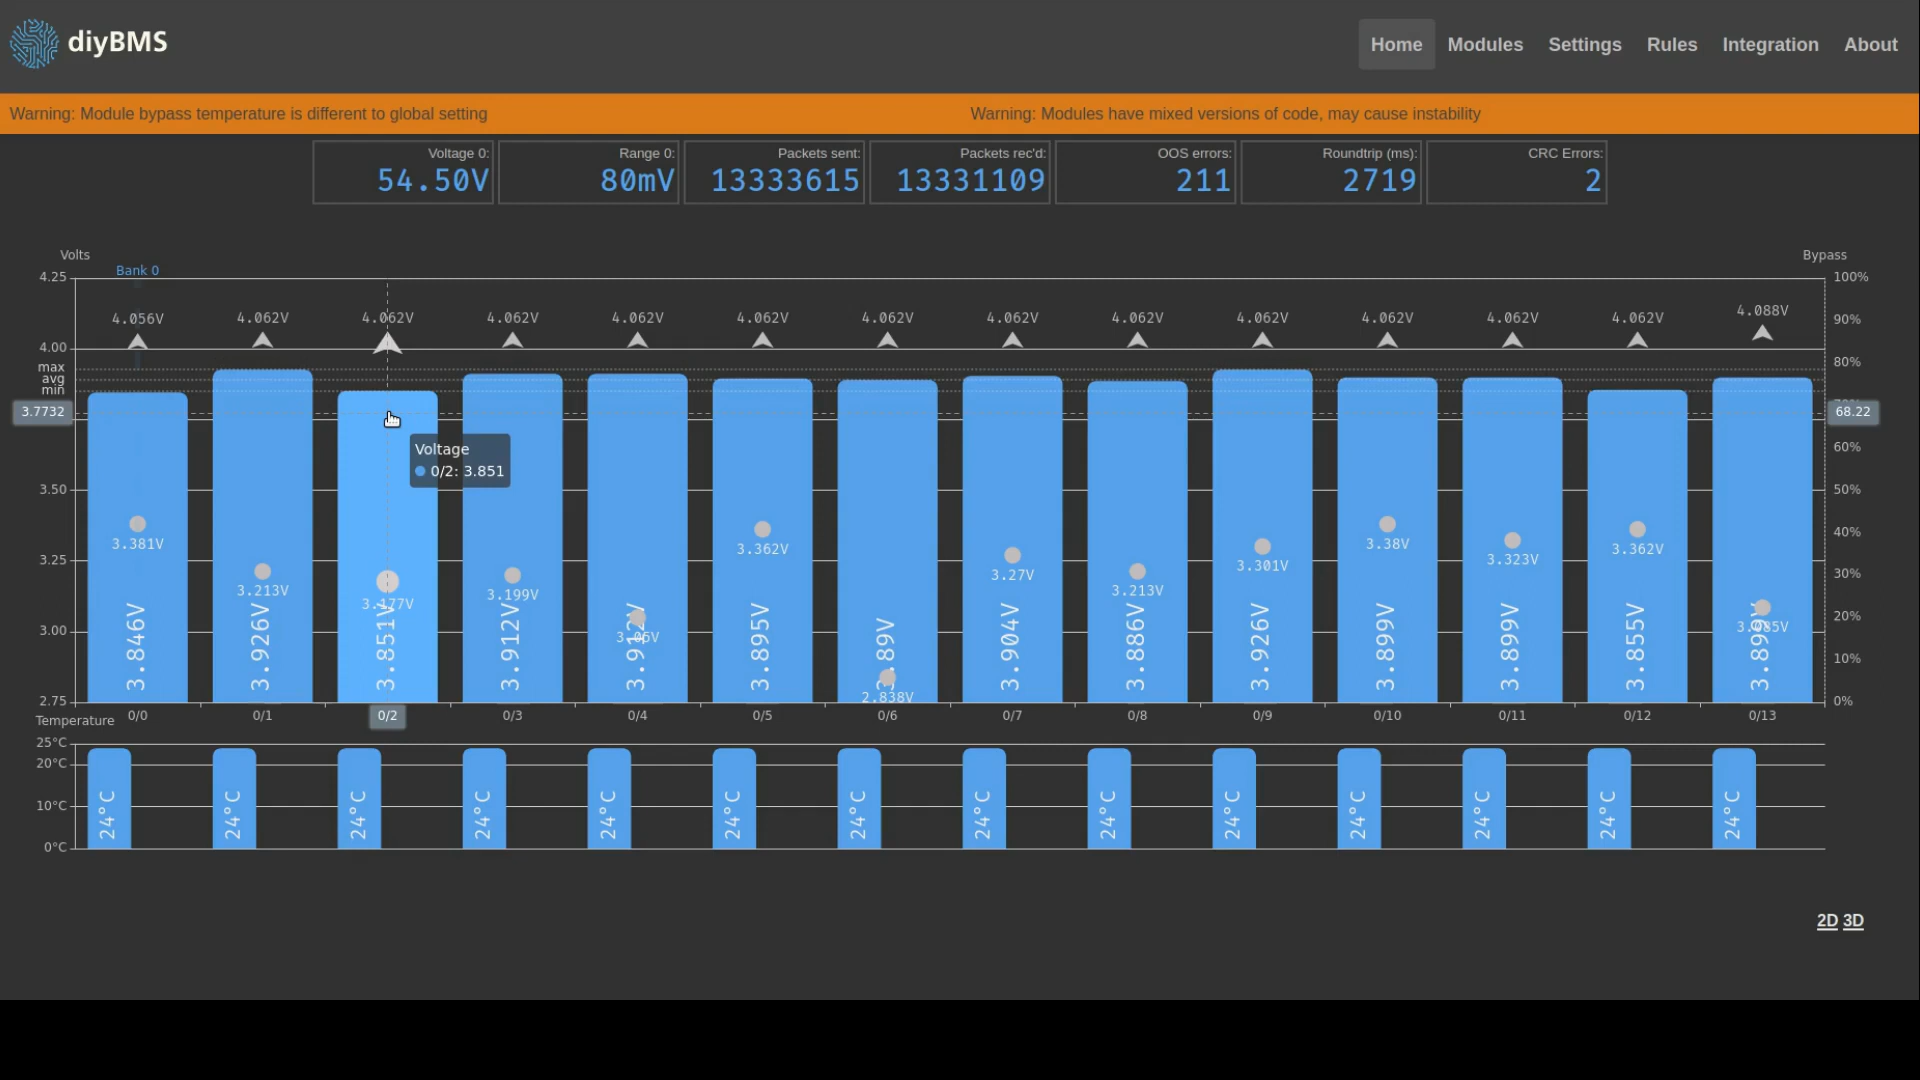 diyBMS
Home Modules Settings Rules Integration About
Warning: Module bypass temperature is different to global setting
Warning: Modules have mixed versions of code, may cause instability
Voltage 0: Range 0: Packets sent: Packets rec'd: OOS errors: Roundtrip (ms): CRC Errors:
54.50V 80mV 13333615 13331109 211 2719 2
Volts Bypass
Bank 0
4.25 100%
4.056V 4.062V 4.062V 4.062V 4.062V 4.062V 4.062V 4.062V 4.062V 4.062V 4.062V 4.062V 4.062V 4.088V
90%
4.00
max 80%
avg
min
3.7732 68.22
Voltage
0/2: 3.851
60%
3.50 50%
40%
3.381V 3.213V 3.177V 3.199V 3.05V 3.362V 2.838V 3.27V 3.213V 3.301V 3.38V 3.323V 3.362V
3.25
30%
3.00 20%
10%
3.846V 3.926V 3.851V 3.912V 3.912V 3.895V 3.89V 3.904V 3.886V 3.926V 3.899V 3.899V 3.855V 3.899V
2.75 0%
0/0 0/1 0/2 0/3 0/4 0/5 0/6 0/7 0/8 0/9 0/10 0/11 0/12 0/13
Temperature
25°C
20°C
10°C
0°C
24°C 24°C 24°C 24°C 24°C 24°C 24°C 24°C 24°C 24°C 24°C 24°C 24°C 24°C
2D 3D